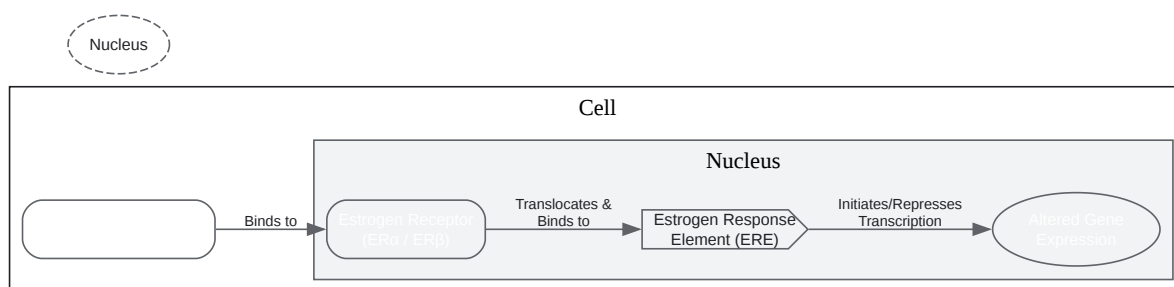 Nucleus
Cell
Nucleus
Binds to
Estrogen Receptor
(ERα / ERβ)
Translocates &
Binds to
Estrogen Response
Element (ERE)
Initiates/Represses
Transcription
Altered Gene
Expression